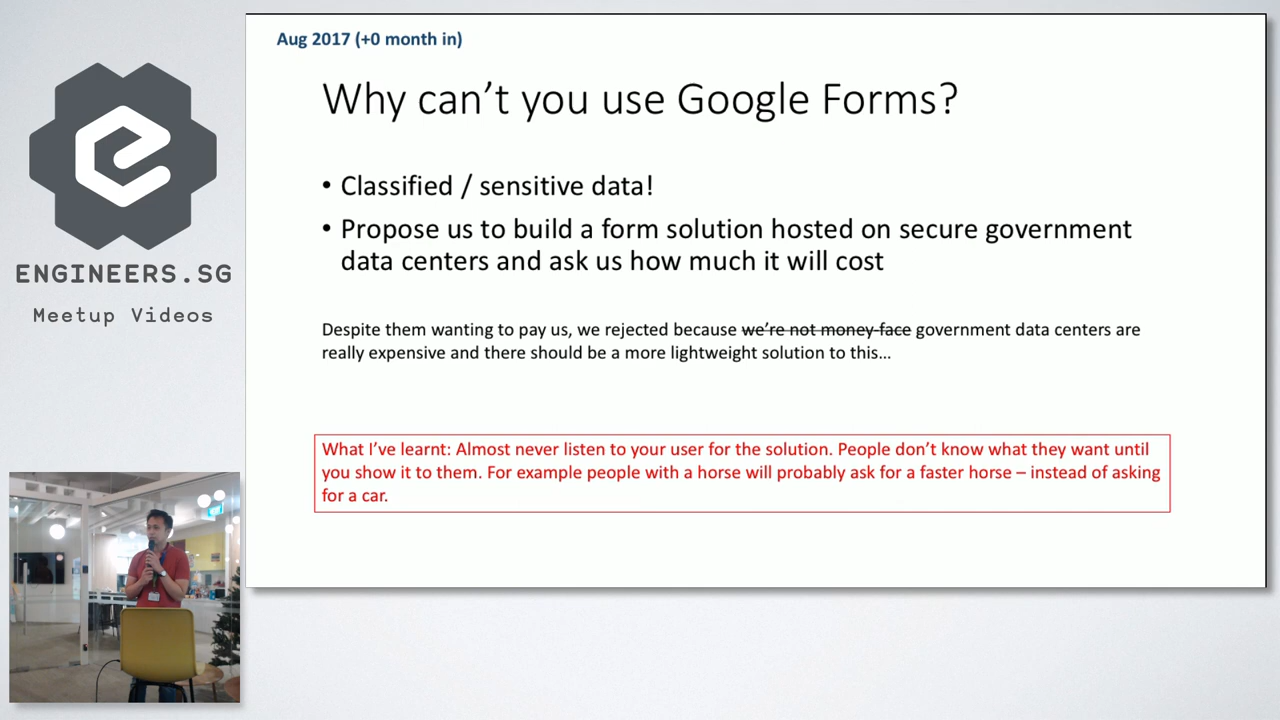 Aug 2017 (+0 month in)
Why can't you use Google Forms?
• Classified / sensitive data!
• Propose us to build a form solution hosted on secure government
data centers and ask us how much it will cost
Despite them wanting to pay us, we rejected because we're not money-face government data centers are
really expensive and there should be a more lightweight solution to this…
What I've learnt: Almost never listen to your user for the solution. People don't know what they want until
you show it to them. For example people with a horse will probably ask for a faster horse – instead of asking
for a car.
ENGINEERS.SG
Meetup Videos